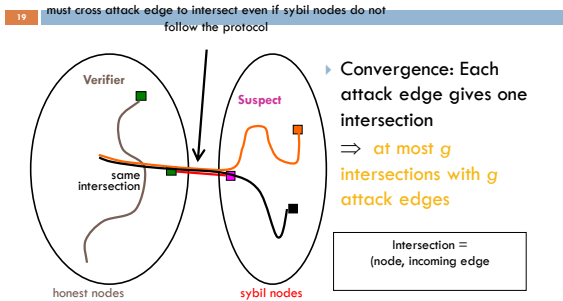 19
must cross attack edge to intersect even if sybil nodes do not
follow the protocol
Verifier
Suspect
same
intersection
honest nodes
sybil nodes
Convergence: Each
attack edge gives one
intersection
⇒ at most g
intersections with g
attack edges
Intersection =
(node, incoming edge